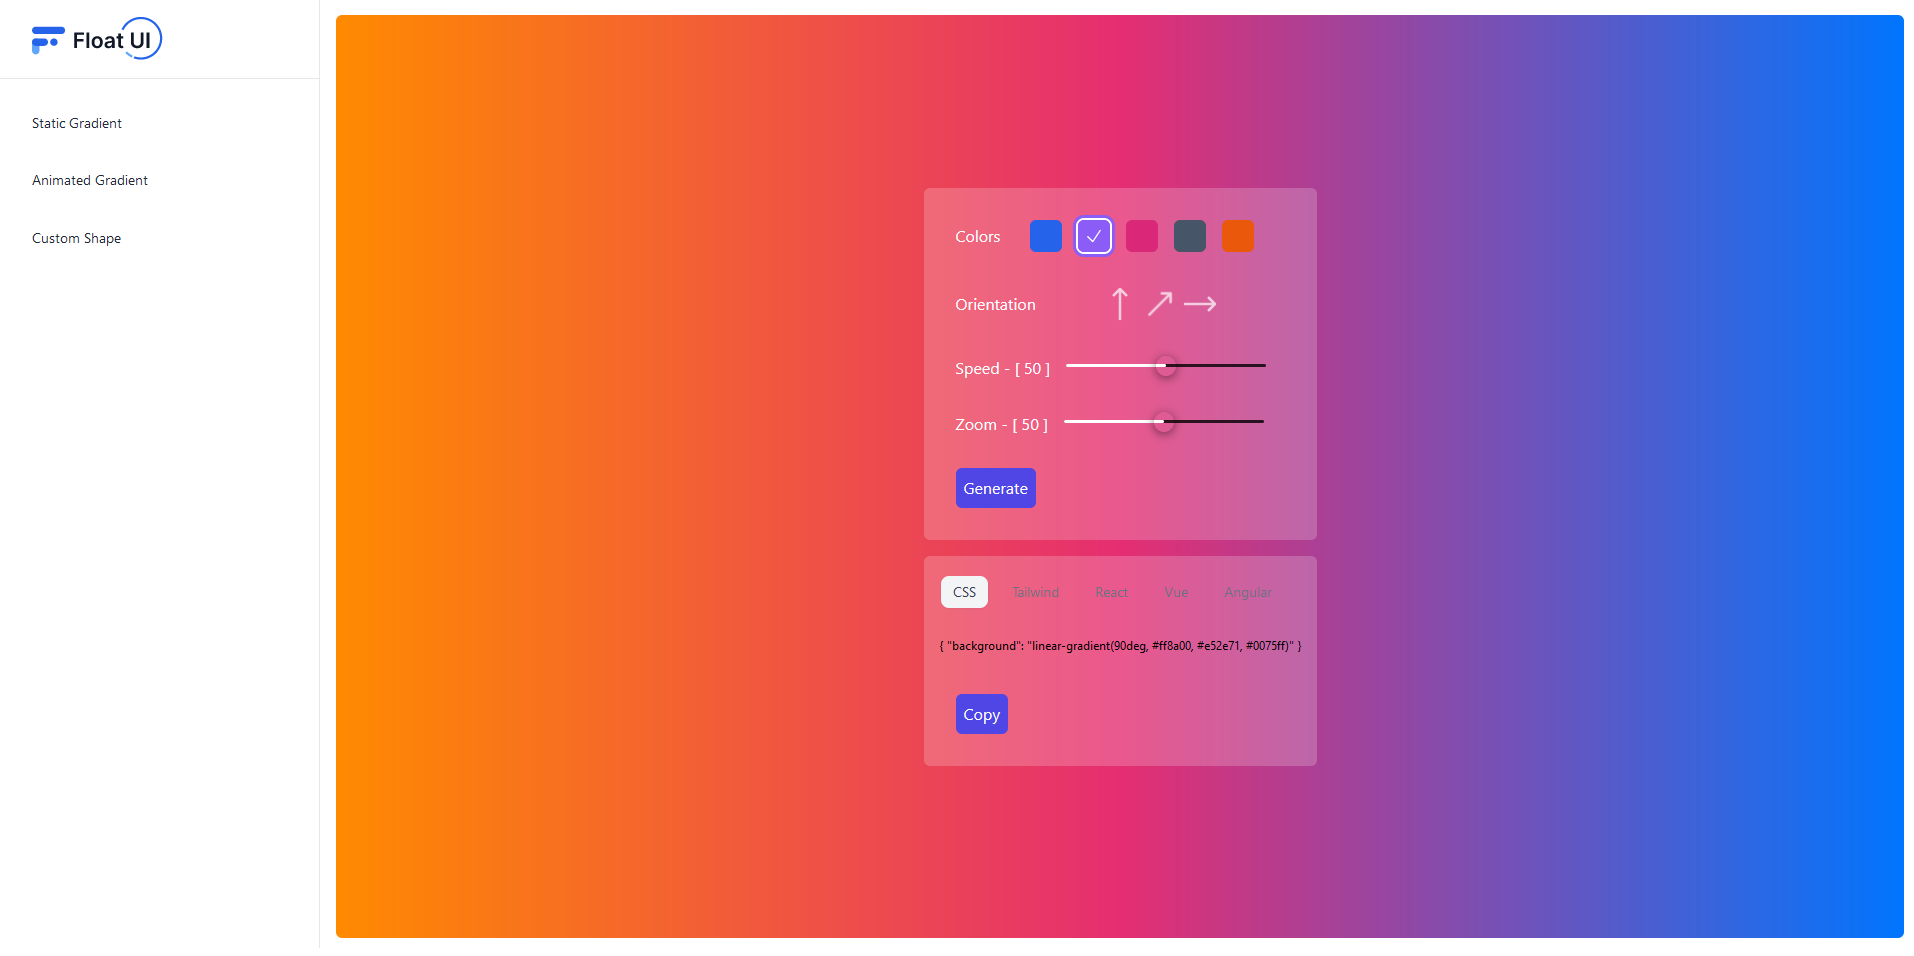 Float UI
Static Gradient
Animated Gradient
Custom Shape
Colors
Orientation
Speed - [ 50 ]
Zoom - [ 50 ]
Generate
CSS Tailwind React Vue Angular
{ "background": "linear-gradient(90deg, #ff8a00, #e52e71, #0075ff)" }
Copy